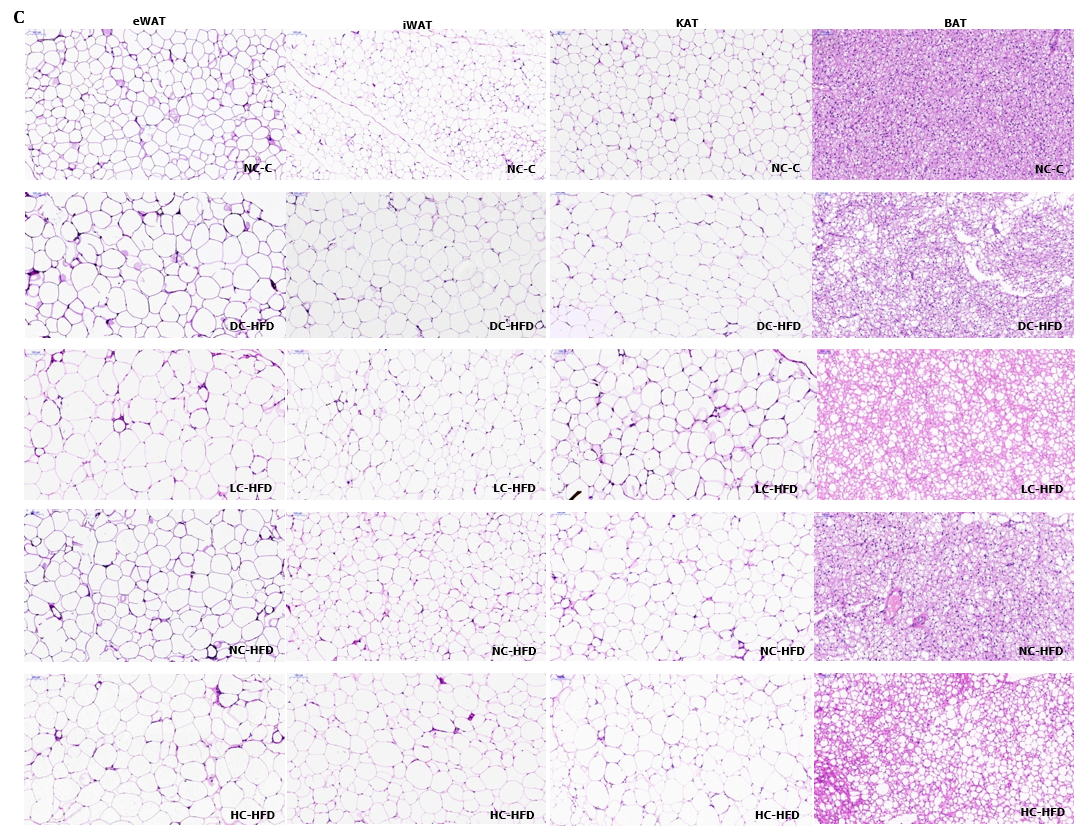 C
eWAT iWAT KAT BAT
NC-C NC-C NC-C NC-C
DC-HFD DC-HFD DC-HFD DC-HFD
LC-HFD LC-HFD LC-HFD LC-HFD
NC-HFD NC-HFD NC-HFD NC-HFD
HC-HFD HC-HFD HC-HFD HC-HFD